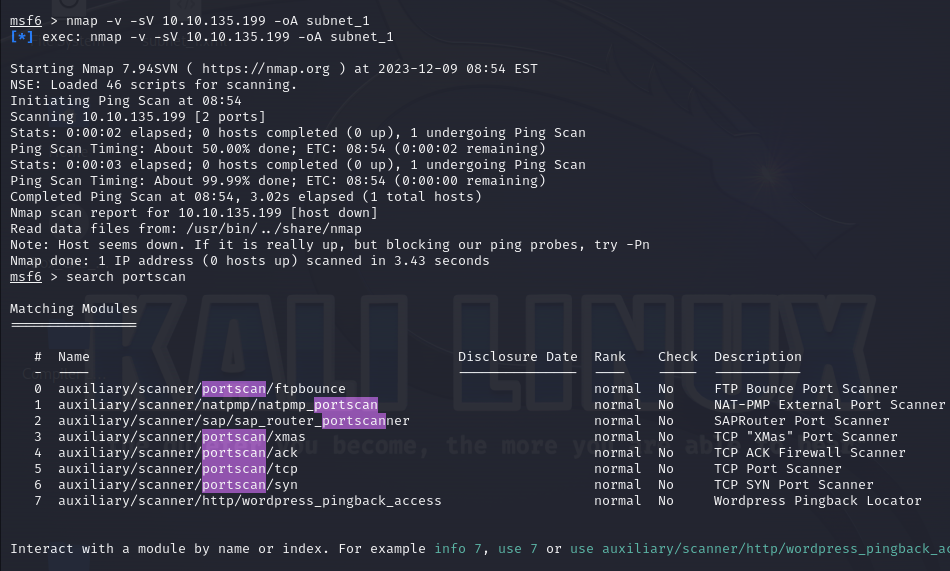 msf6 > nmap -v -sV 10.10.135.199 -oA subnet_1
[*] exec: nmap -v -sV 10.10.135.199 -oA subnet_1
Starting Nmap 7.94SVN ( https://nmap.org ) at 2023-12-09 08:54 EST
NSE: Loaded 46 scripts for scanning.
Initiating Ping Scan at 08:54
Scanning 10.10.135.199 [2 ports]
Stats: 0:00:02 elapsed; 0 hosts completed (0 up), 1 undergoing Ping Scan
Ping Scan Timing: About 50.00% done; ETC: 08:54 (0:00:02 remaining)
Stats: 0:00:03 elapsed; 0 hosts completed (0 up), 1 undergoing Ping Scan
Ping Scan Timing: About 99.99% done; ETC: 08:54 (0:00:00 remaining)
Completed Ping Scan at 08:54, 3.02s elapsed (1 total hosts)
Nmap scan report for 10.10.135.199 [host down]
Read data files from: /usr/bin/../share/nmap
Note: Host seems down. If it is really up, but blocking our ping probes, try -Pn
Nmap done: 1 IP address (0 hosts up) scanned in 3.43 seconds
msf6 > search portscan
Matching Modules
================
# Name Disclosure Date Rank Check Description
- ---- --------------- ---- ----- -----------
0 auxiliary/scanner/portscan/ftpbounce normal No FTP Bounce Port Scanner
1 auxiliary/scanner/natpmp/natpmp_portscan normal No NAT-PMP External Port Scanner
2 auxiliary/scanner/sap/sap_router_portscanner normal No SAPRouter Port Scanner
3 auxiliary/scanner/portscan/xmas normal No TCP "XMas" Port Scanner
4 auxiliary/scanner/portscan/ack normal No TCP ACK Firewall Scanner
5 auxiliary/scanner/portscan/tcp normal No TCP Port Scanner
6 auxiliary/scanner/portscan/syn normal No TCP SYN Port Scanner
7 auxiliary/scanner/http/wordpress_pingback_access normal No Wordpress Pingback Locator
Interact with a module by name or index. For example info 7, use 7 or use auxiliary/scanner/http/wordpress_pingback_ac
KALI LINUX
become, the more you